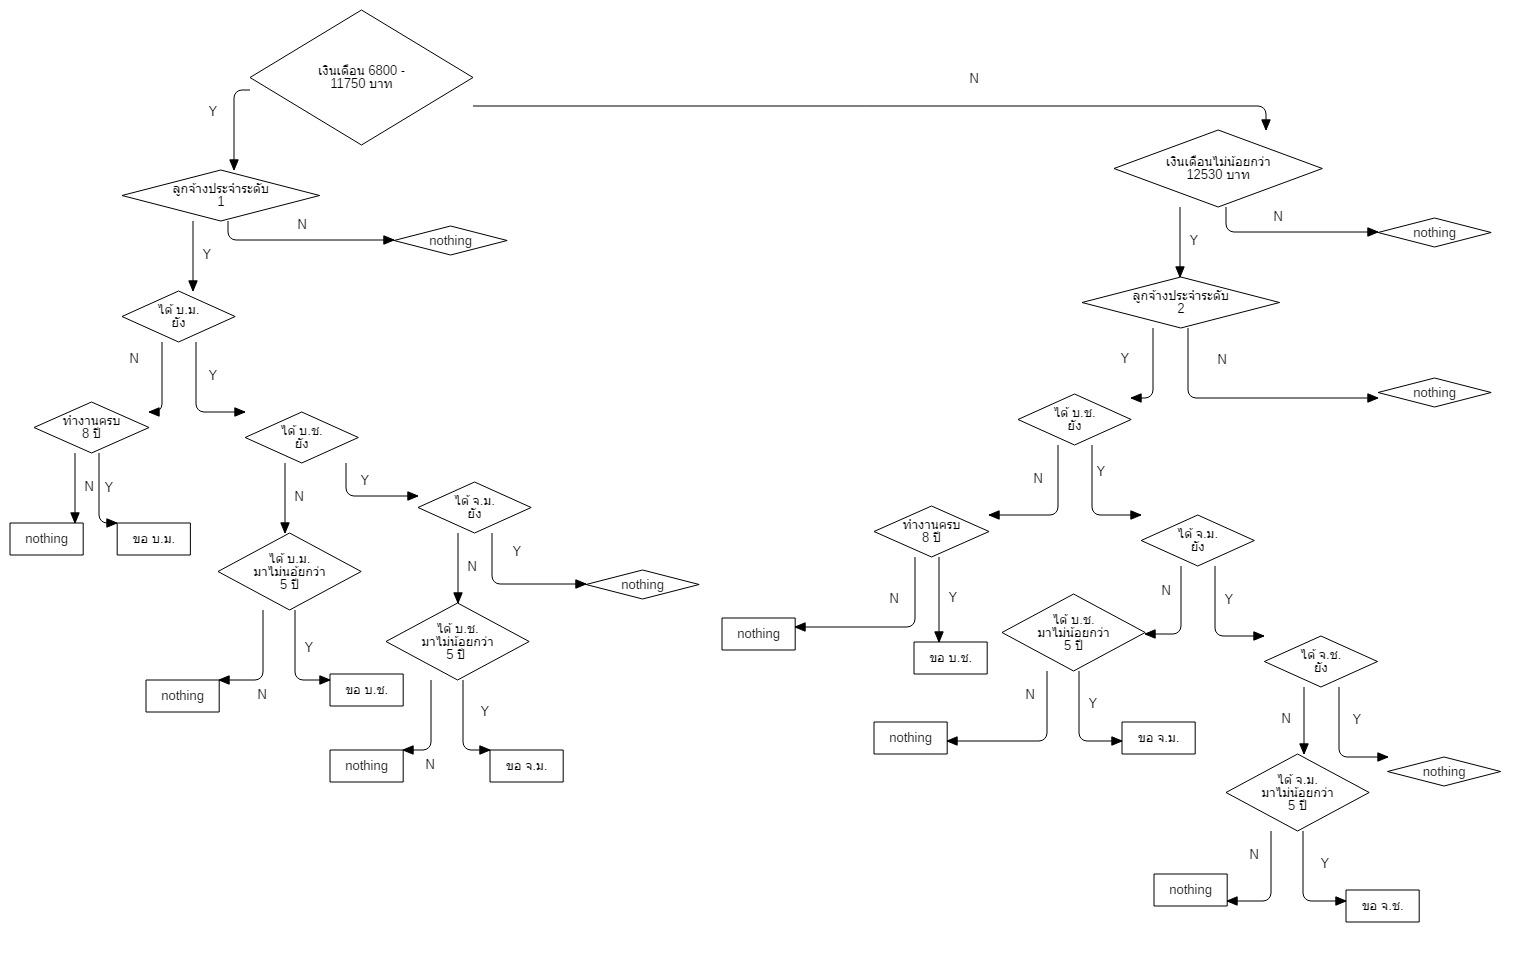 เงินเดือน 6800 -
11750 บาท
N
Y
เงินเดือนไม่น้อยกว่า
12530 บาท
ลูกจ้างประจำระดับ
1
N
nothing
Y
N
nothing
Y
ลูกจ้างประจำระดับ
2
ได้ บ.ม.
ยัง
N
Y
Y
N
nothing
ทำงานครบ
8 ปี
ได้ บ.ช.
ยัง
ได้ บ.ช.
ยัง
N
Y
nothing
ขอ บ.ม.
N
Y
ได้ จ.ม.
ยัง
N
Y
ทำงานครบ
8 ปี
ได้ จ.ม.
ยัง
ได้ บ.ม.
มาไม่นอ้ยกว่า
5 ปี
N
Y
nothing
ได้ บ.ช.
มาไม่น้อยกว่า
5 ปี
N
Y
nothing
ขอ บ.ช.
N
Y
nothing
ขอ บ.ช.
N
Y
ได้ บ.ช.
มาไม่น้อยกว่า
5 ปี
ได้ จ.ช.
ยัง
N
Y
nothing
ขอ จ.ม.
N
Y
nothing
ขอ จ.ม.
N
Y
nothing
ได้ จ.ม.
มาไม่น้อยกว่า
5 ปี
N
Y
nothing
ขอ จ.ช.